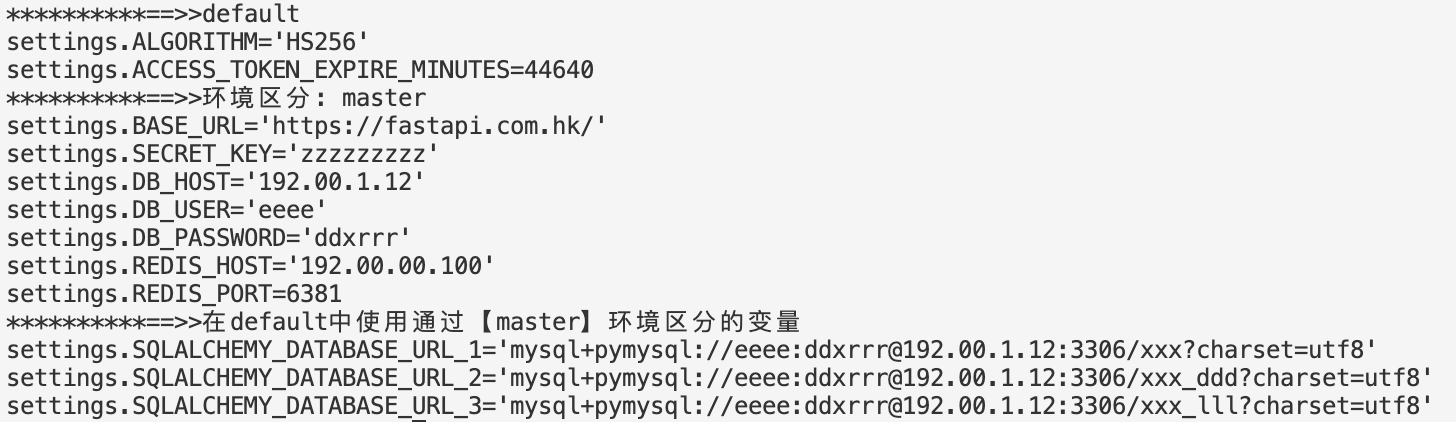 **********==>>default
settings.ALGORITHM='HS256'
settings.ACCESS_TOKEN_EXPIRE_MINUTES=44640
**********==>>环境区分: master
settings.BASE_URL='https://fastapi.com.hk/'
settings.SECRET_KEY='zzzzzzzzz'
settings.DB_HOST='192.00.1.12'
settings.DB_USER='eeee'
settings.DB_PASSWORD='ddxrrr'
settings.REDIS_HOST='192.00.00.100'
settings.REDIS_PORT=6381
**********==>>在default中使用通过【master】环境区分的变量
settings.SQLALCHEMY_DATABASE_URL_1='mysql+pymysql://eeee:ddxrrr@192.00.1.12:3306/xxx?charset=utf8'
settings.SQLALCHEMY_DATABASE_URL_2='mysql+pymysql://eeee:ddxrrr@192.00.1.12:3306/xxx_ddd?charset=utf8'
settings.SQLALCHEMY_DATABASE_URL_3='mysql+pymysql://eeee:ddxrrr@192.00.1.12:3306/xxx_lll?charset=utf8'